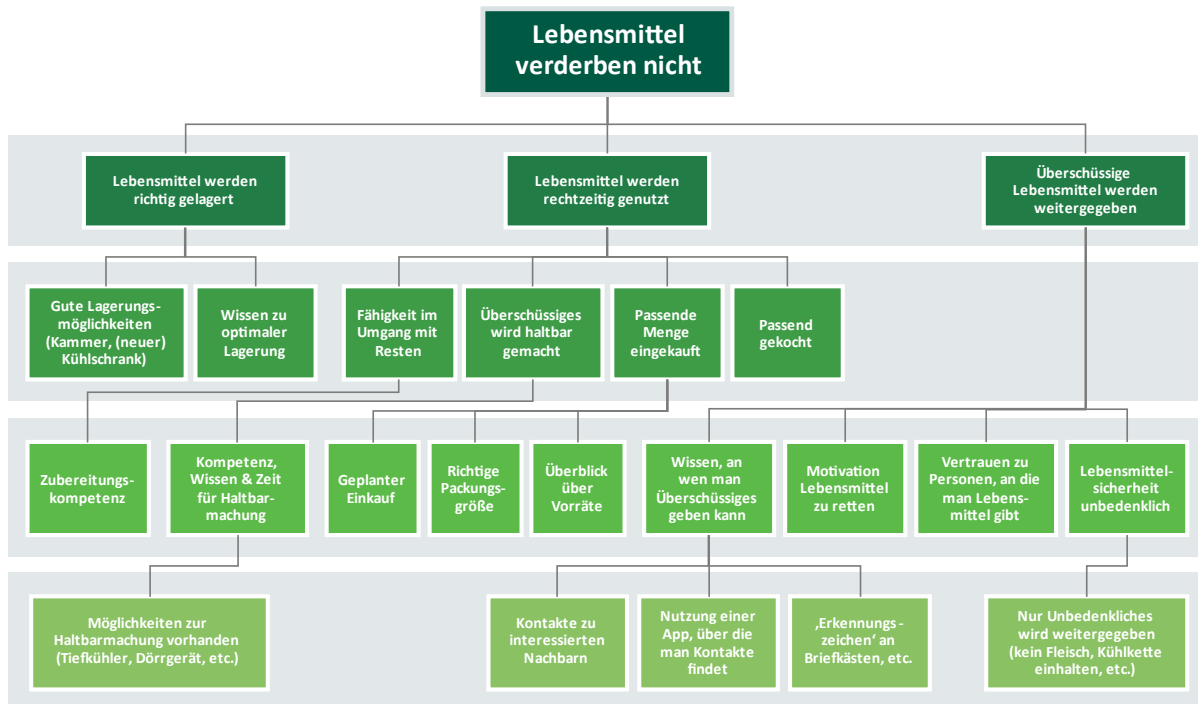 Lebensmittel
verderben nicht
Lebensmittel werden
richtig gelagert
Lebensmittel werden
rechtzeitig genutzt
Überschüssige
Lebensmittel werden
weitergegeben
Gute Lagerungs-
möglichkeiten
(Kammer, (neuer)
Kühlschrank)
Wissen zu
optimaler
Lagerung
Fähigkeit im
Umgang mit
Resten
Überschüssiges
wird haltbar
gemacht
Passende
Menge
eingekauft
Passend
gekocht
Zubereitungs-
kompetenz
Kompetenz,
Wissen & Zeit
für Haltbar-
machung
Geplanter
Einkauf
Richtige
Packungs-
größe
Überblick
über
Vorräte
Wissen, an
wen man
Überschüssiges
geben kann
Motivation
Lebensmittel
zu retten
Vertrauen zu
Personen, an die
man Lebens-
mittel gibt
Lebensmittel-
sicherheit
unbedenklich
Möglichkeiten zur
Haltbarmachung vorhanden
(Tiefkühler, Dörrgerät, etc.)
Kontakte zu
interessierten
Nachbarn
Nutzung einer
App, über die
man Kontakte
findet
‚Erkennungs-
zeichen‘ an
Briefkästen, etc.
Nur Unbedenkliches
wird weitergegeben
(kein Fleisch, Kühlkette
einhalten, etc.)